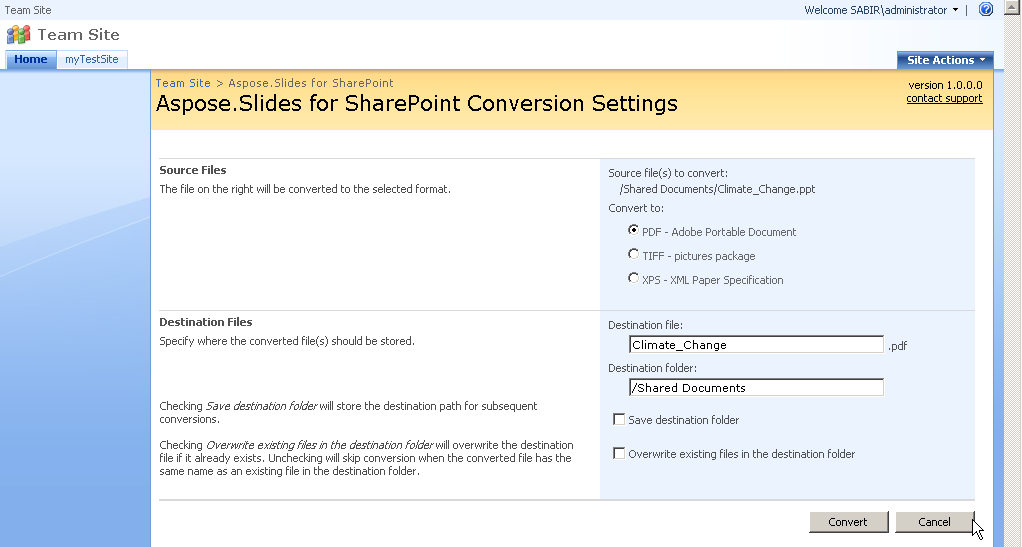 Team Site
Welcome SABIR\administrator
Team Site
Home
myTestSite
Site Actions
Team Site > Aspose.Slides for SharePoint
Aspose.Slides for SharePoint Conversion Settings
version 1.0.0.0
contact support
Source Files
The file on the right will be converted to the selected format.
Source file(s) to convert:
/Shared Documents/Climate_Change.ppt
Convert to:
PDF - Adobe Portable Document
TIFF - pictures package
XPS - XML Paper Specification
Destination Files
Specify where the converted file(s) should be stored.
Checking Save destination folder will store the destination path for subsequent
conversions.
Checking Overwrite existing files in the destination folder will overwrite the destination
file if it already exists. Unchecking will skip conversion when the converted file has the
same name as an existing file in the destination folder.
Destination file:
Climate_Change .pdf
Destination folder:
/Shared Documents
Save destination folder
Overwrite existing files in the destination folder
Convert
Cancel